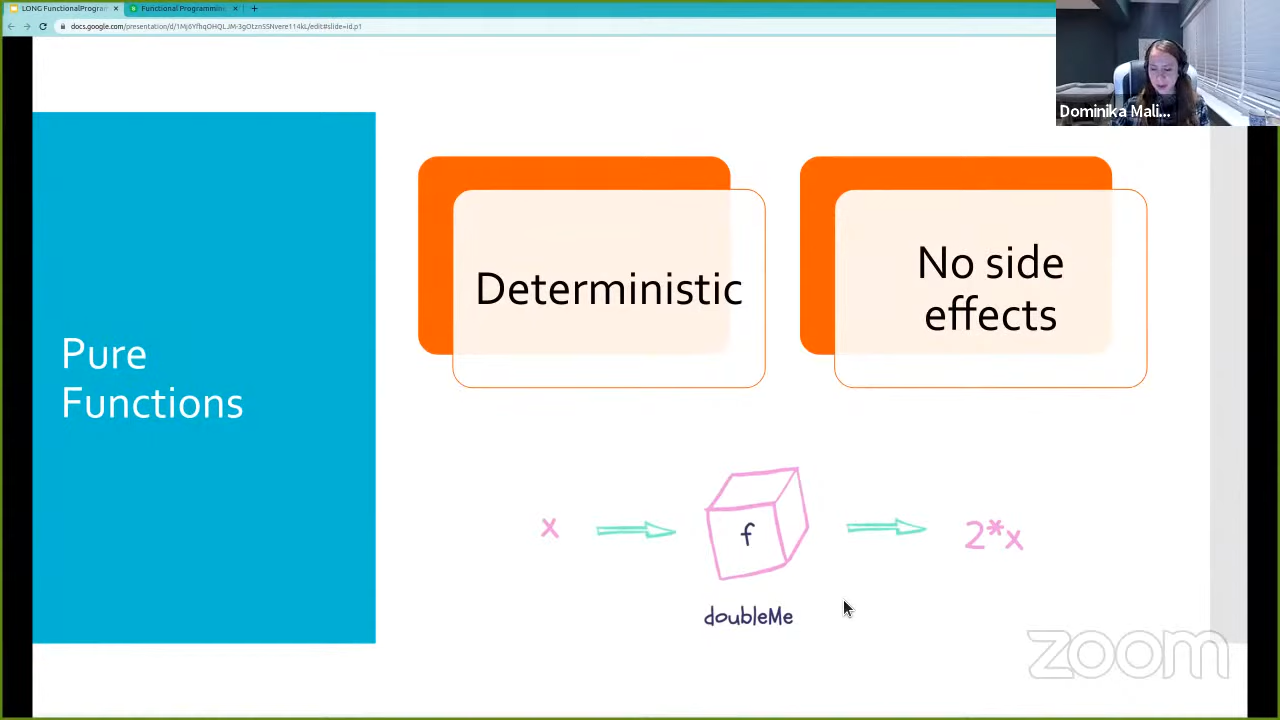 LONG FunctionalProgram
Functional Programming
docs.google.com/presentation/d/1Mj6YfhqOHQLJM-3gOtznS5Nvere114kL/edit#slide=id.p1
Dominika Mali...
Pure
Functions
Deterministic
No side
effects
x
f
2*x
doubleMe
zoom